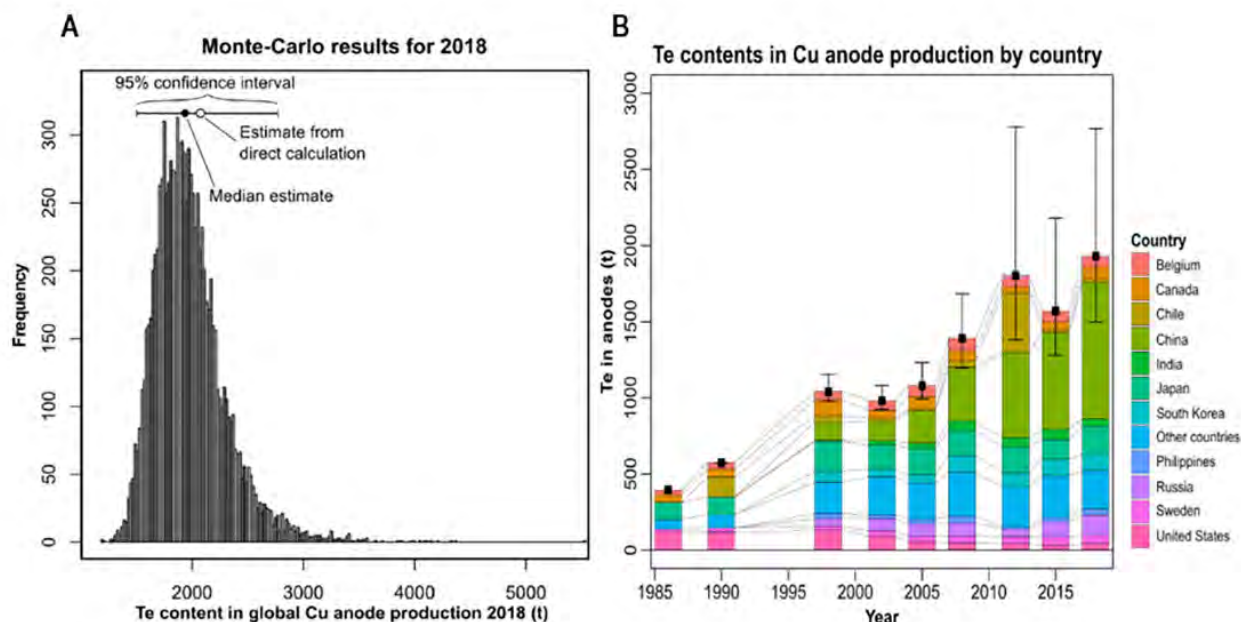 A
Monte-Carlo results for 2018
95% confidence interval
Estimate from
direct calculation
Median estimate
Frequency
300
250
200
150
100
50
0
2000
3000
4000
5000
Te content in global Cu anode production 2018 (t)
B
Te contents in Cu anode production by country
Te in anodes (t)
3000
2500
2000
1500
1000
500
0
1985
1990
1995
2000
2005
2010
2015
Year
Country
Belgium
Canada
Chile
China
India
Japan
South Korea
Other countries
Philippines
Russia
Sweden
United States